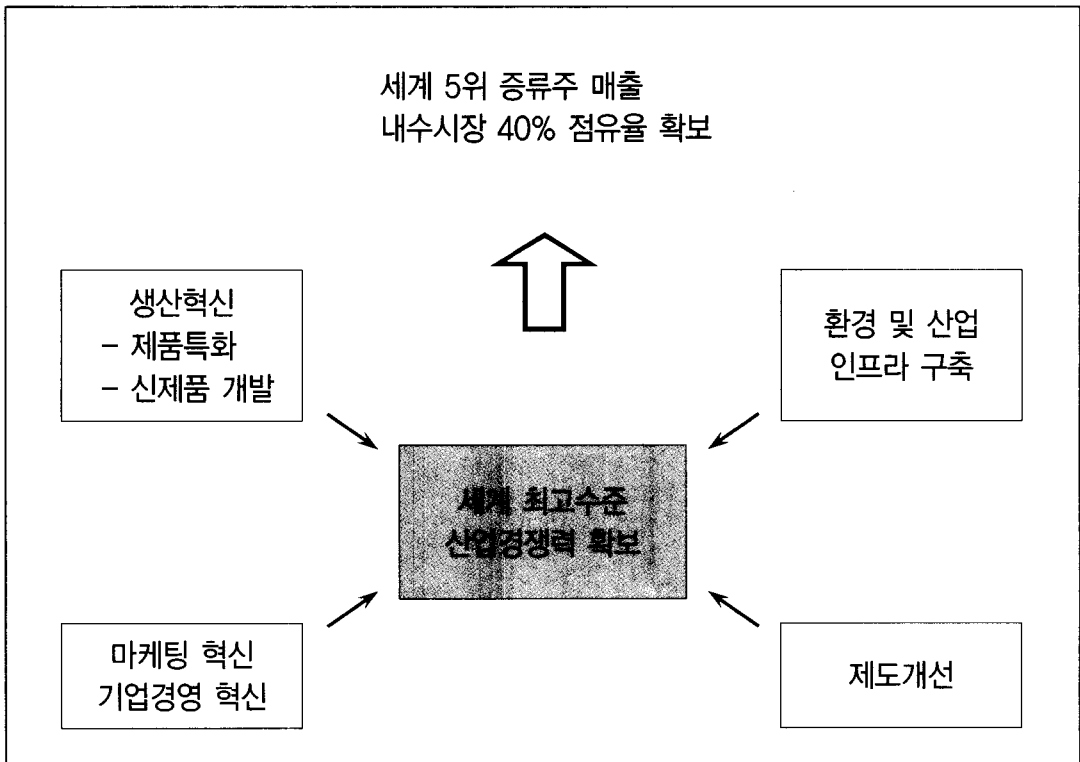 세계 5위 증류주 매출
내수시장 40% 점유율 확보
생산혁신
– 제품특화
– 신제품 개발
환경 및 산업
인프라 구축
세계 최고수준
산업경쟁력 확보
마케팅 혁신
기업경영 혁신
제도개선